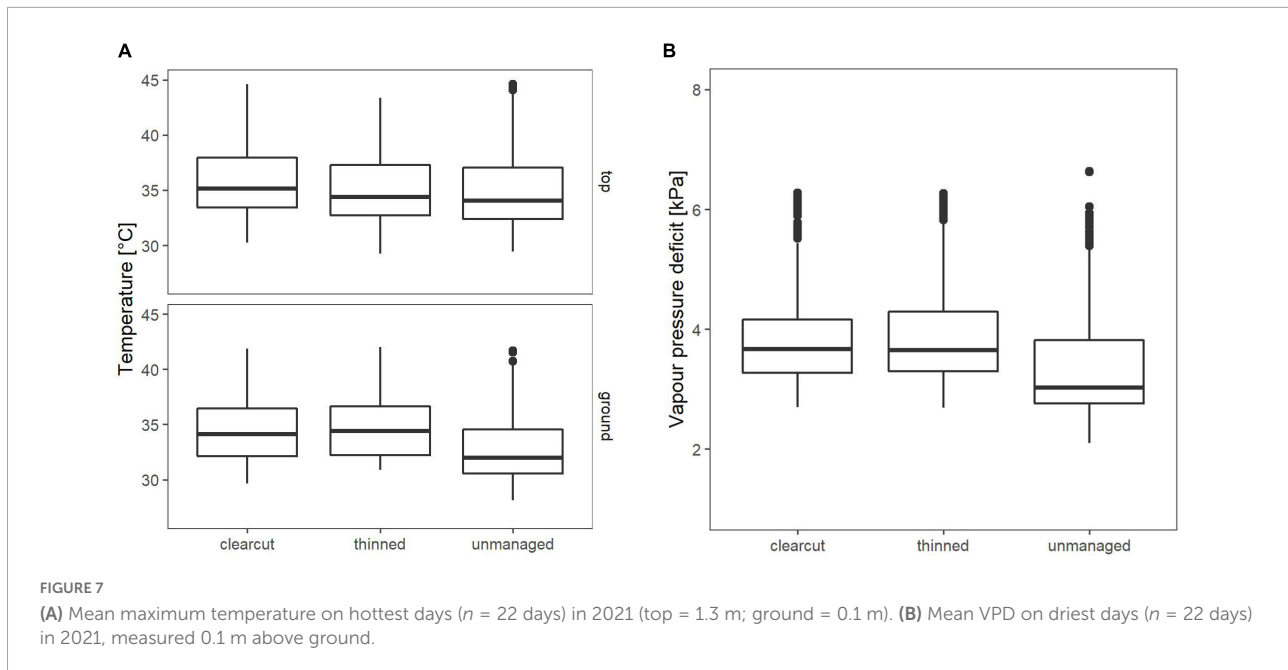 A
B
45
40
35
30
top
45
40
35
30
ground
Temperature [°C]
clearcut
thinned
unmanaged
8
6
4
2
Vapour pressure deficit [kPa]
clearcut
thinned
unmanaged
FIGURE 7
(A) Mean maximum temperature on hottest days (n = 22 days) in 2021 (top = 1.3 m; ground = 0.1 m). (B) Mean VPD on driest days (n = 22 days)
in 2021, measured 0.1 m above ground.